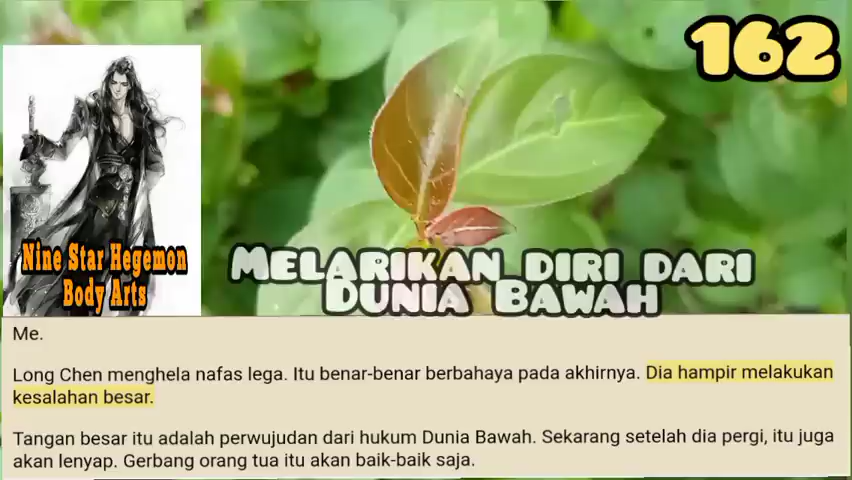 162
Nine Star Hegemon
Body Arts
Melarikan diri dari
Dunia Bawah
Me.
Long Chen menghela nafas lega. Itu benar-benar berbahaya pada akhirnya. Dia hampir melakukan
kesalahan besar.
Tangan besar itu adalah perwujudan dari hukum Dunia Bawah. Sekarang setelah dia pergi, itu juga
akan lenyap. Gerbang orang tua itu akan baik-baik saja.